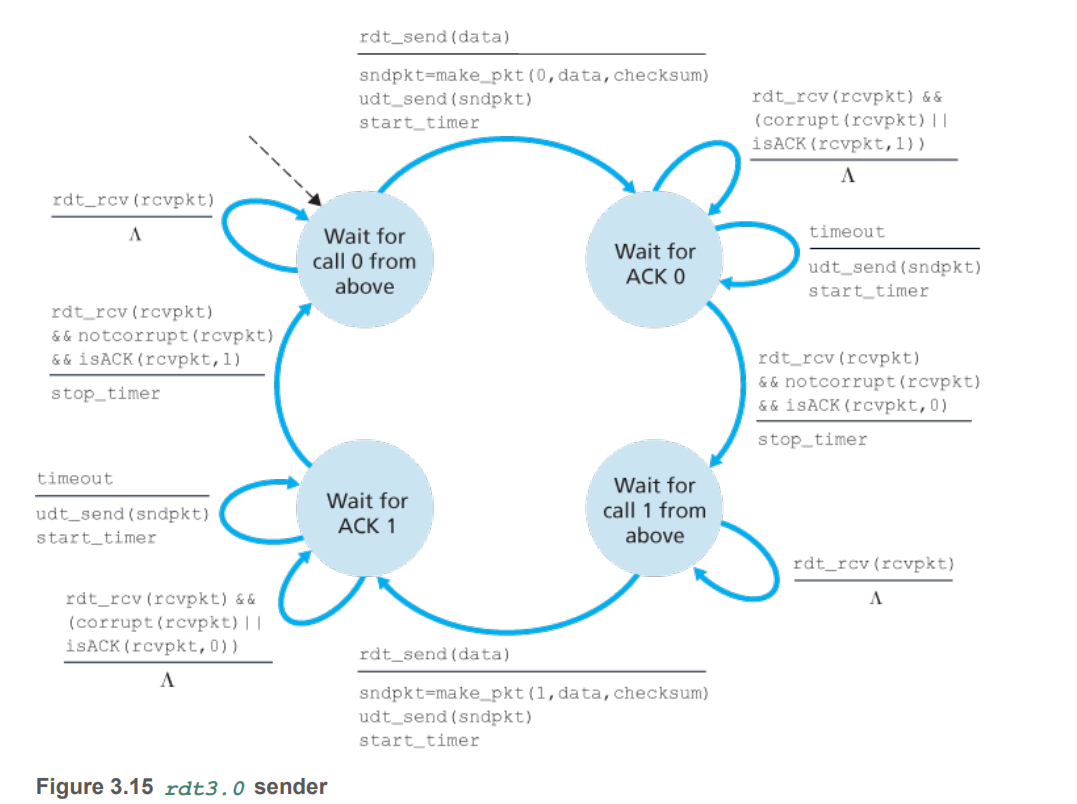 rdt_send(data)
sndpkt=make_pkt(0,data,checksum)
udt_send(sndpkt)
start_timer
rdt_rcv(rcvpkt) &&
(corrupt(rcvpkt)||
isACK(rcvpkt,1))
Λ
rdt_rcv(rcvpkt)
Λ
Wait for
call 0 from
above
Wait for
ACK 0
timeout
udt_send(sndpkt)
start_timer
rdt_rcv(rcvpkt)
&& notcorrupt(rcvpkt)
&& isACK(rcvpkt,1)
stop_timer
rdt_rcv(rcvpkt)
&& notcorrupt(rcvpkt)
&& isACK(rcvpkt,0)
stop_timer
timeout
udt_send(sndpkt)
start_timer
Wait for
ACK 1
Wait for
call 1 from
above
rdt_rcv(rcvpkt)
Λ
rdt_rcv(rcvpkt) &&
(corrupt(rcvpkt)||
isACK(rcvpkt,0))
Λ
rdt_send(data)
sndpkt=make_pkt(1,data,checksum)
udt_send(sndpkt)
start_timer
Figure 3.15 rdt3.0 sender